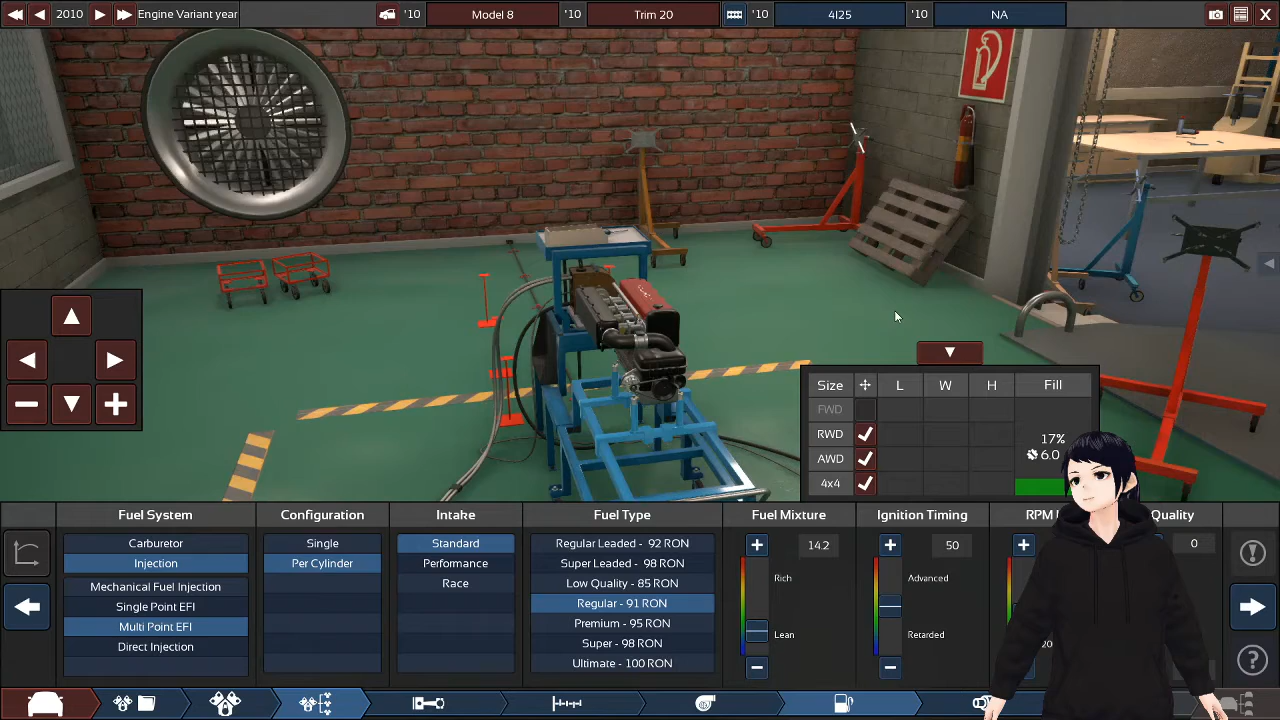 2010 Engine Variant year '10 Model 8 '10 Trim 20 '10 4I25 '10 NA
Size L W H Fill
FWD
RWD
AWD
4x4
17%
6.0
Fuel System
Carburetor
Injection
Mechanical Fuel Injection
Single Point EFI
Multi Point EFI
Direct Injection
Configuration
Single
Per Cylinder
Intake
Standard
Performance
Race
Fuel Type
Regular Leaded - 92 RON
Super Leaded - 98 RON
Low Quality - 85 RON
Regular - 91 RON
Premium - 95 RON
Super - 98 RON
Ultimate - 100 RON
Fuel Mixture
14.2
Rich
Lean
Ignition Timing
50
Advanced
Retarded
RPM
Quality
0